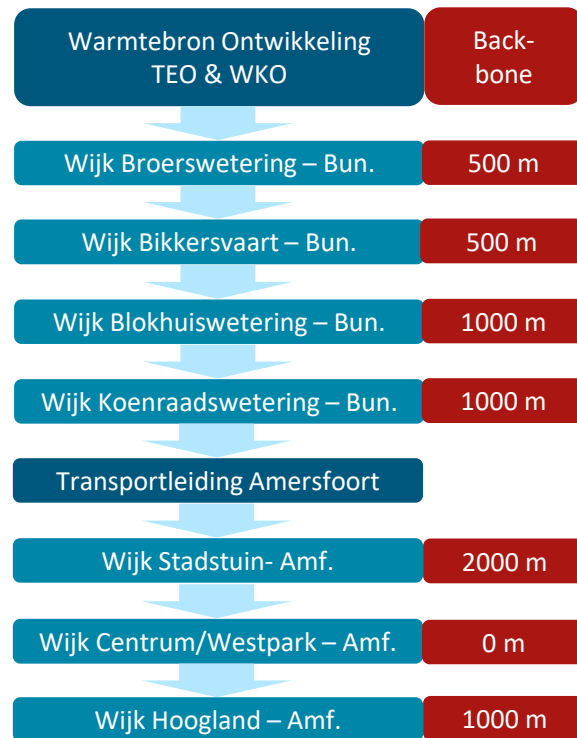 Warmtebron Ontwikkeling
TEO & WKO
Back-
bone
Wijk Broerswetering – Bun.
500 m
Wijk Bikkersvaart – Bun.
500 m
Wijk Blokhuiswetering – Bun.
1000 m
Wijk Koenraadswetering – Bun.
1000 m
Transportleiding Amersfoort
Wijk Stadstuin- Amf.
2000 m
Wijk Centrum/Westpark – Amf.
0 m
Wijk Hoogland – Amf.
1000 m